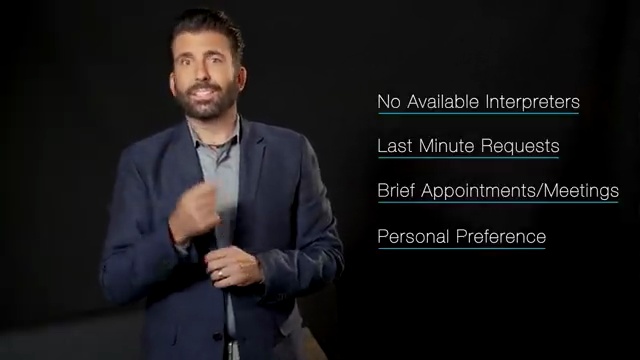 No Available Interpreters
Last Minute Requests
Brief Appointments/Meetings
Personal Preference